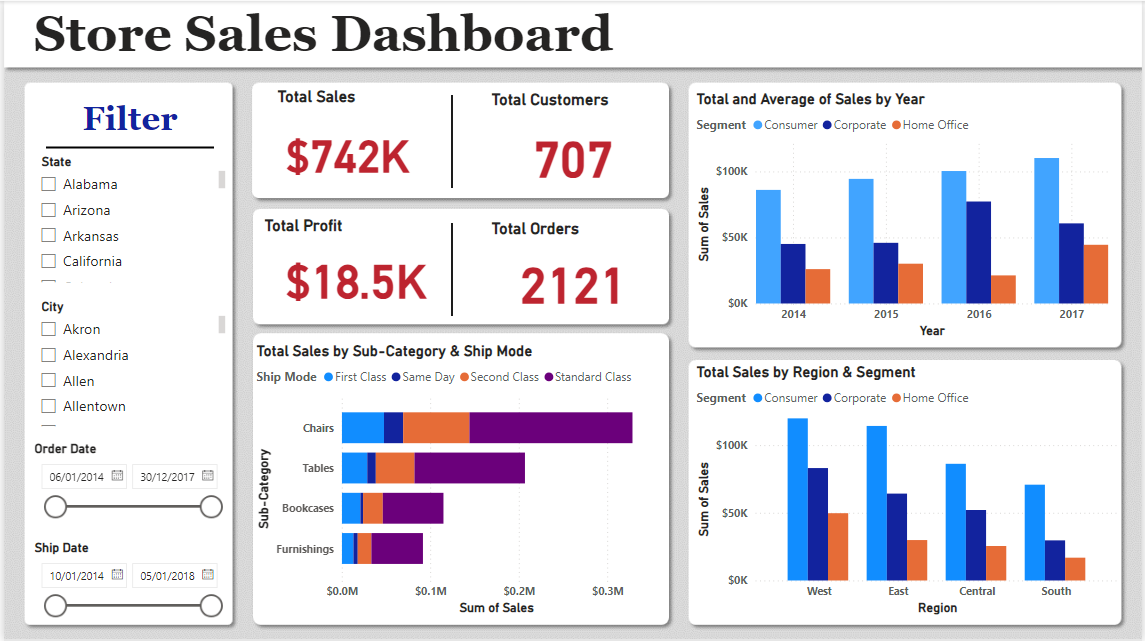 Store Sales Dashboard
Filter
State
Alabama
Arizona
Arkansas
California
City
Akron
Alexandria
Allen
Allentown
Order Date
06/01/2014 30/12/2017
Ship Date
10/01/2014 05/01/2018
Total Sales
$742K
Total Customers
707
Total Profit
$18.5K
Total Orders
2121
Total Sales by Sub-Category & Ship Mode
Ship Mode First Class Same Day Second Class Standard Class
Sub-Category
Chairs
Tables
Bookcases
Furnishings
$0.0M $0.1M $0.2M $0.3M
Sum of Sales
Total and Average of Sales by Year
Segment Consumer Corporate Home Office
Sum of Sales
$100K
$50K
$0K
2014 2015 2016 2017
Year
Total Sales by Region & Segment
Segment Consumer Corporate Home Office
Sum of Sales
$100K
$50K
$0K
West East Central South
Region